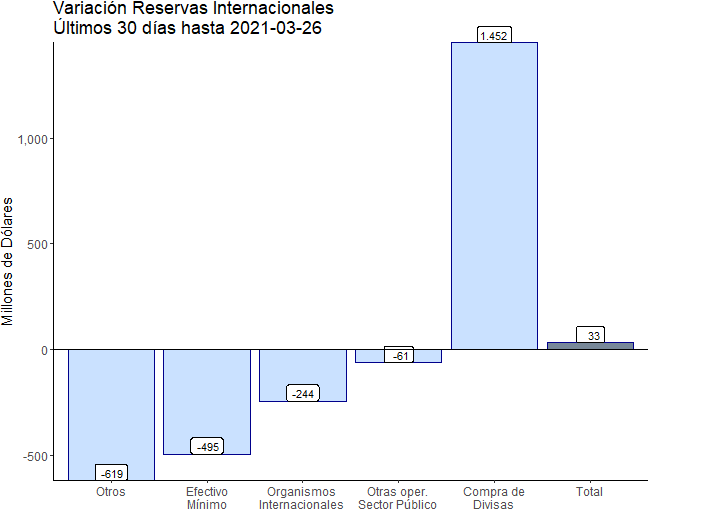 Variación Reservas Internacionales
Últimos 30 días hasta 2021-03-26
Millones de Dólares
1,000
500
0
-500
-619
-495
-244
-61
1.452
33
Otros
Efectivo
Mínimo
Organismos
Internacionales
Otras oper.
Sector Público
Compra de
Divisas
Total